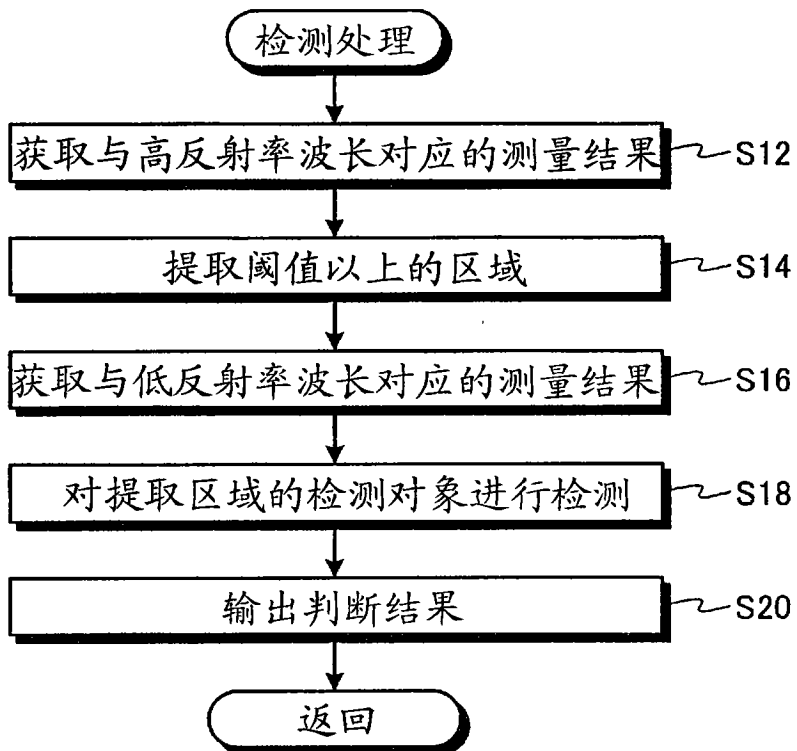 检测处理
获取与高反射率波长对应的测量结果 S12
提取阈值以上的区域 S14
获取与低反射率波长对应的测量结果 S16
对提取区域的检测对象进行检测 S18
输出判断结果 S20
返回